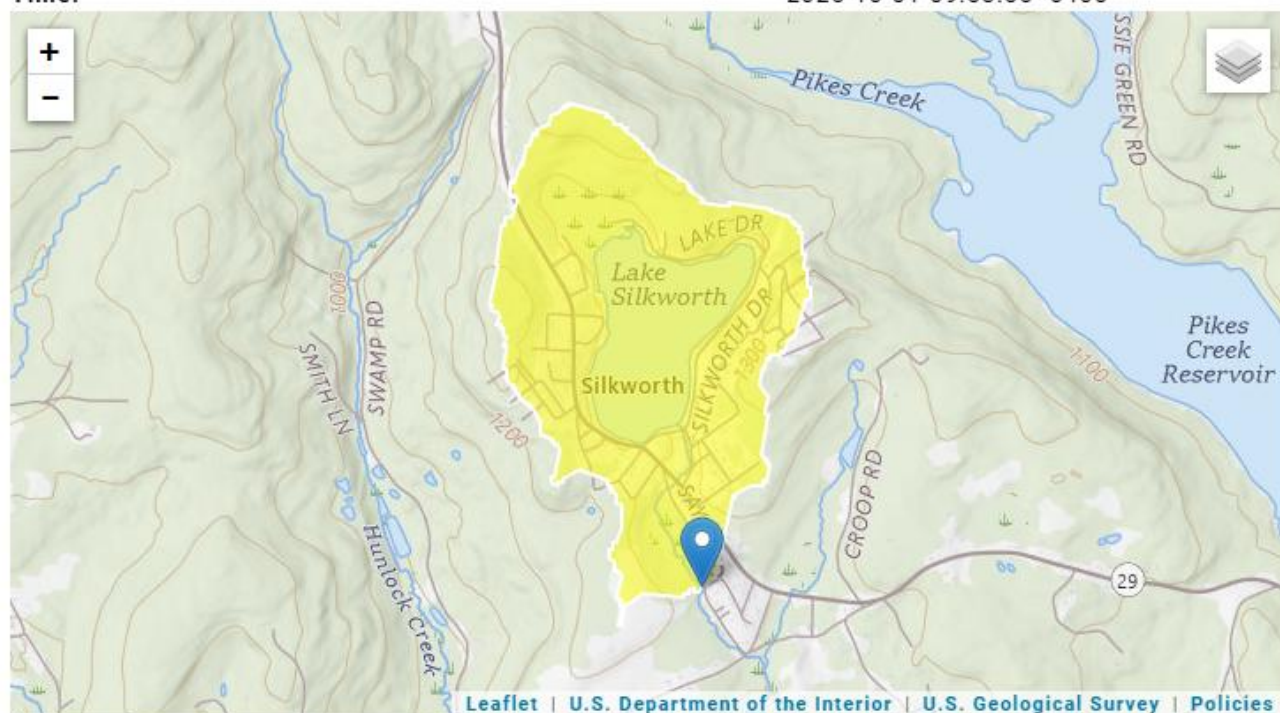 +
−
Pikes Creek
SSIE GREEN RD
LAKE DR
Lake
Silkworth
1000
SWAMP RD
SMITH LN
SILKWORTH DR
1300
Pikes
Creek
Reservoir
1100
Silkworth
1200
SAY
CROOP RD
Hunlock Creek
29
Leaflet | U.S. Department of the Interior | U.S. Geological Survey | Policies